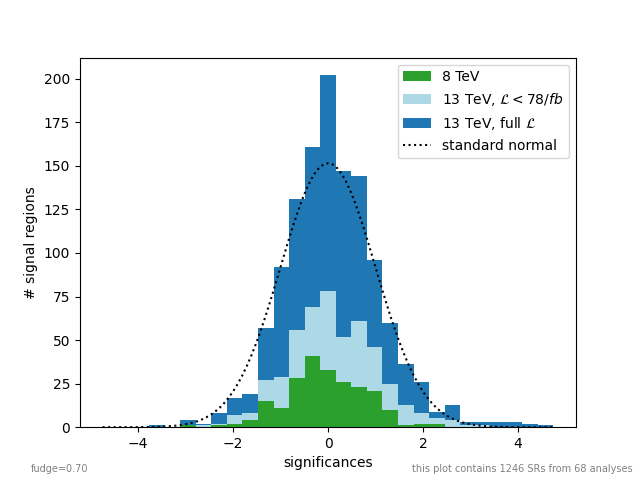 8 TeV
13 TeV, ℒ < 78/fb
13 TeV, full ℒ
standard normal
200
175
150
125
100
75
50
25
0
# signal regions
−4
−2
0
2
4
significances
fudge=0.70
this plot contains 1246 SRs from 68 analyses